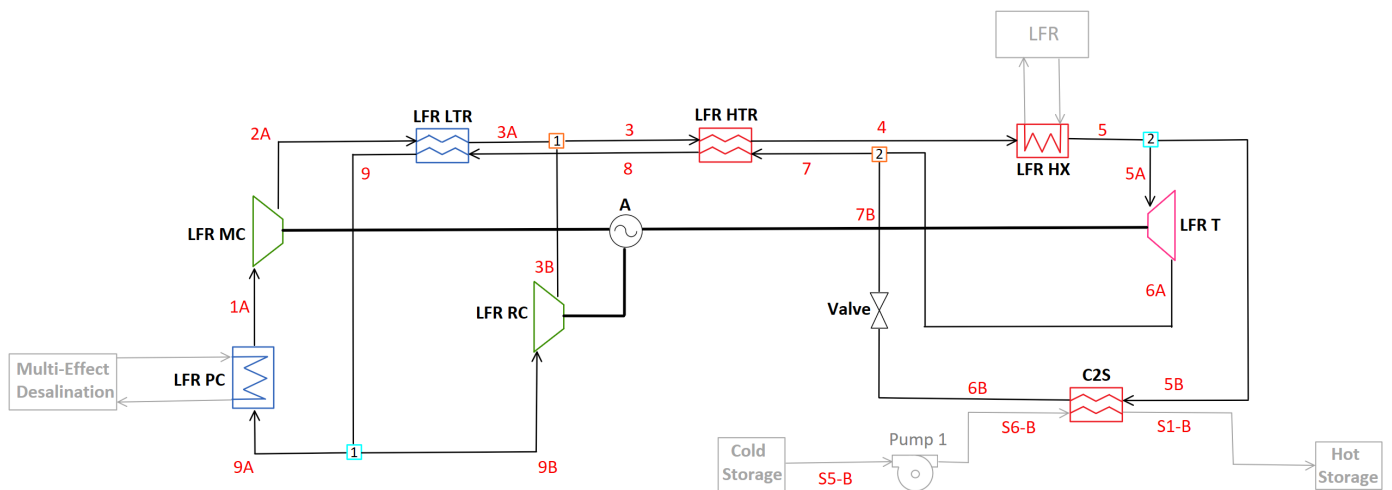 LFR
LFR LTR
LFR HTR
2A
3A
1
3
4
5
2
9
8
7
2
LFR HX
5A
A
7B
LFR T
LFR MC
3B
6A
1A
LFR RC
Valve
Multi-Effect
Desalination
LFR PC
C2S
6B
5B
S6-B
S1-B
Pump 1
Cold
Storage
Hot
Storage
1
9A
9B
S5-B